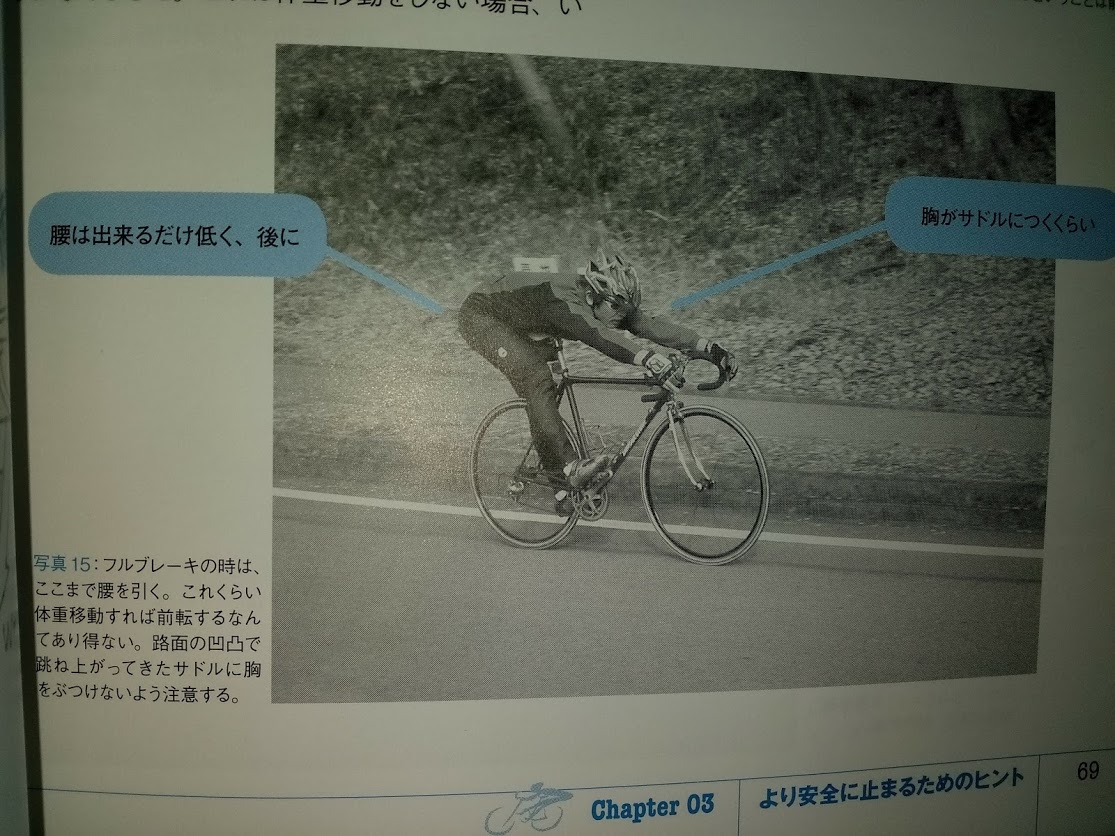 体重移動をしない場合、い
腰は出来るだけ低く、後に
胸がサドルにつくくらい
写真15：フルブレーキの時は、
ここまで腰を引く。これくらい
体重移動すれば前転するなん
てあり得ない。路面の凹凸で
跳ね上がってきたサドルに胸
をぶつけないよう注意する。
Chapter 03
より安全に止まるためのヒント
69